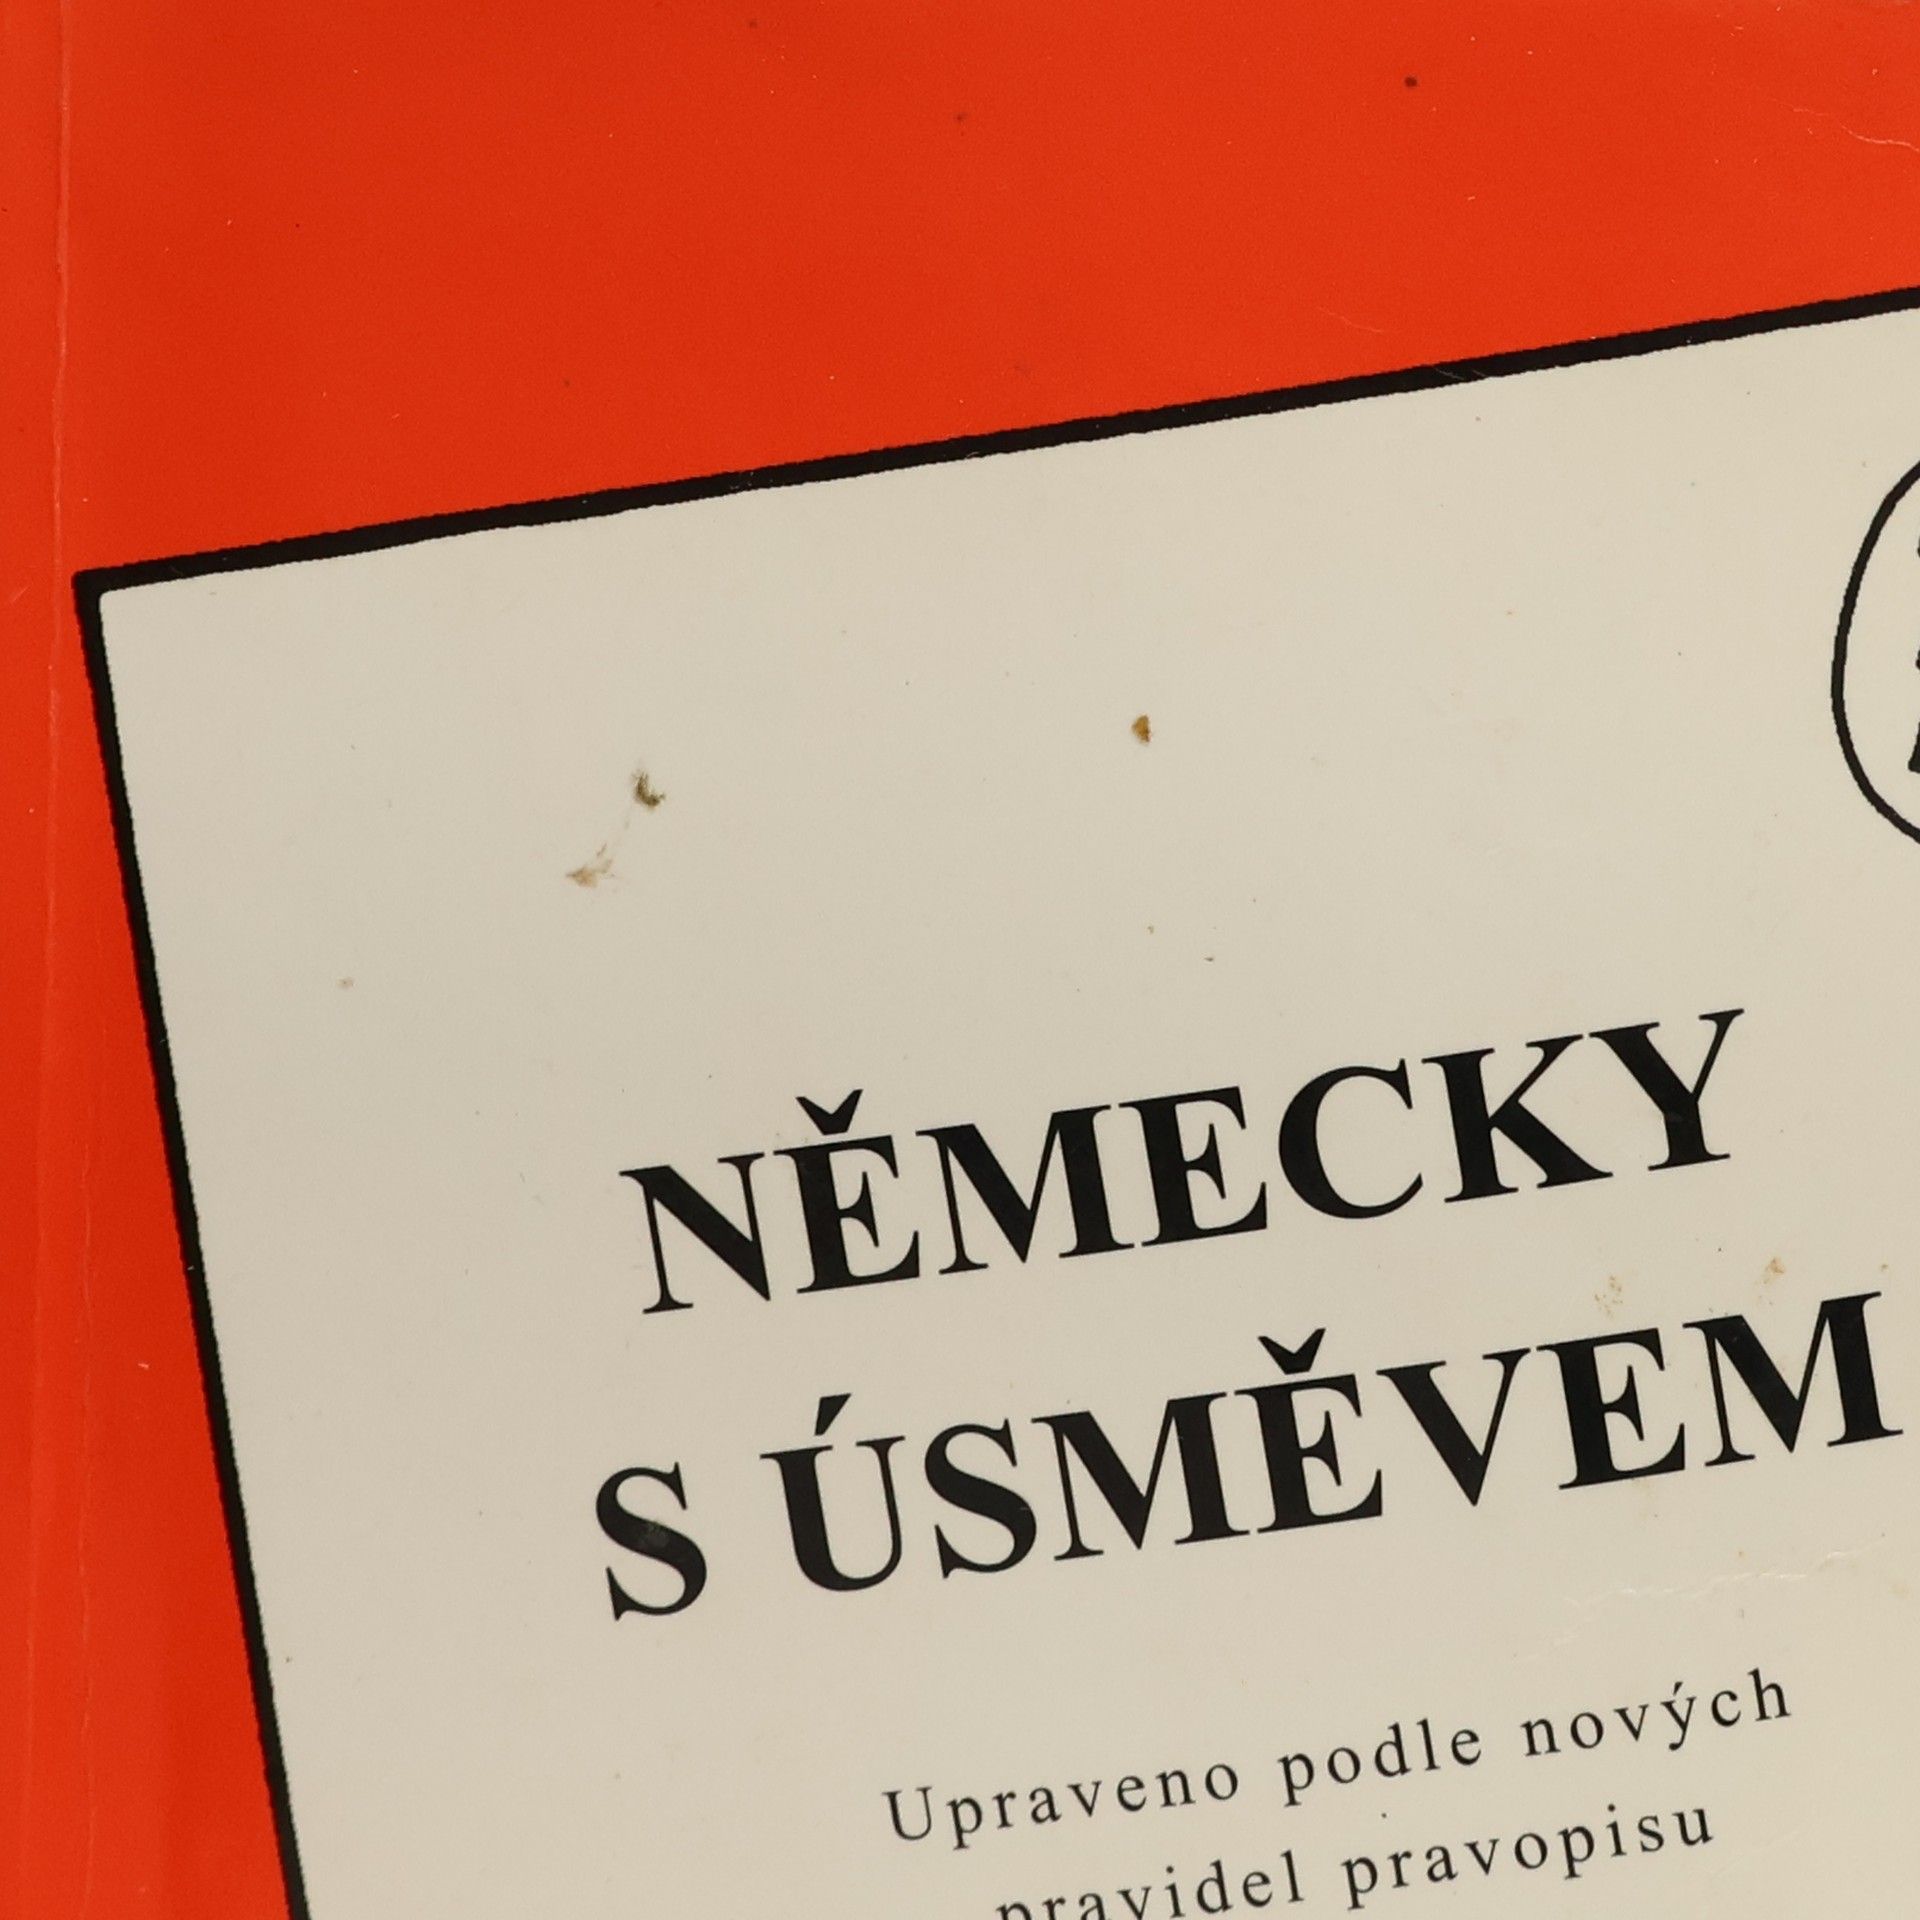 NĚMECKY
S ÚSMĚVEM
Upraveno podle nových
pravidel pravopisu